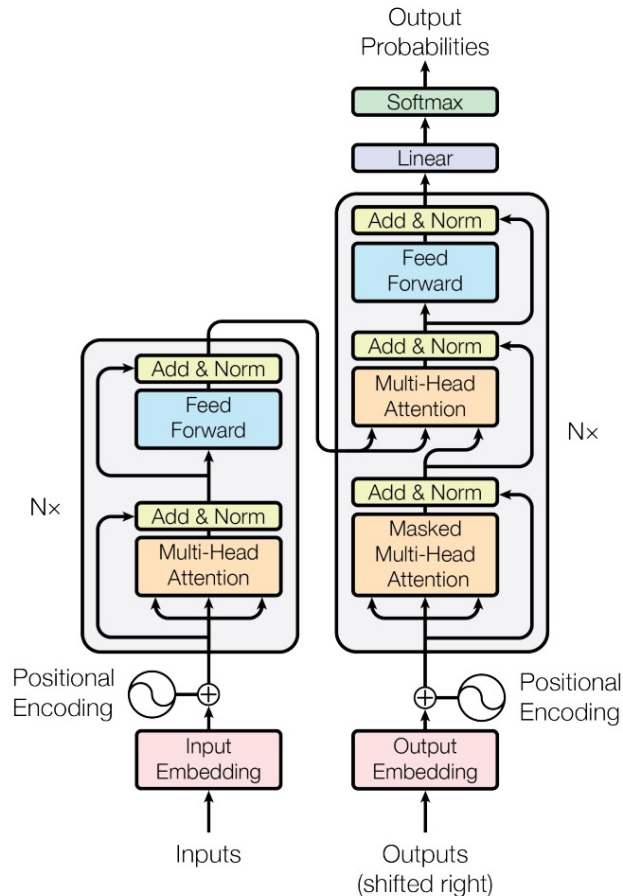 Output
Probabilities
Softmax
Linear
Add & Norm
Feed
Forward
Add & Norm
Multi-Head
Attention
Add & Norm
Masked
Multi-Head
Attention
N×
Add & Norm
Feed
Forward
N×
Add & Norm
Multi-Head
Attention
Positional
Encoding
Positional
Encoding
Input
Embedding
Output
Embedding
Inputs
Outputs
(shifted right)